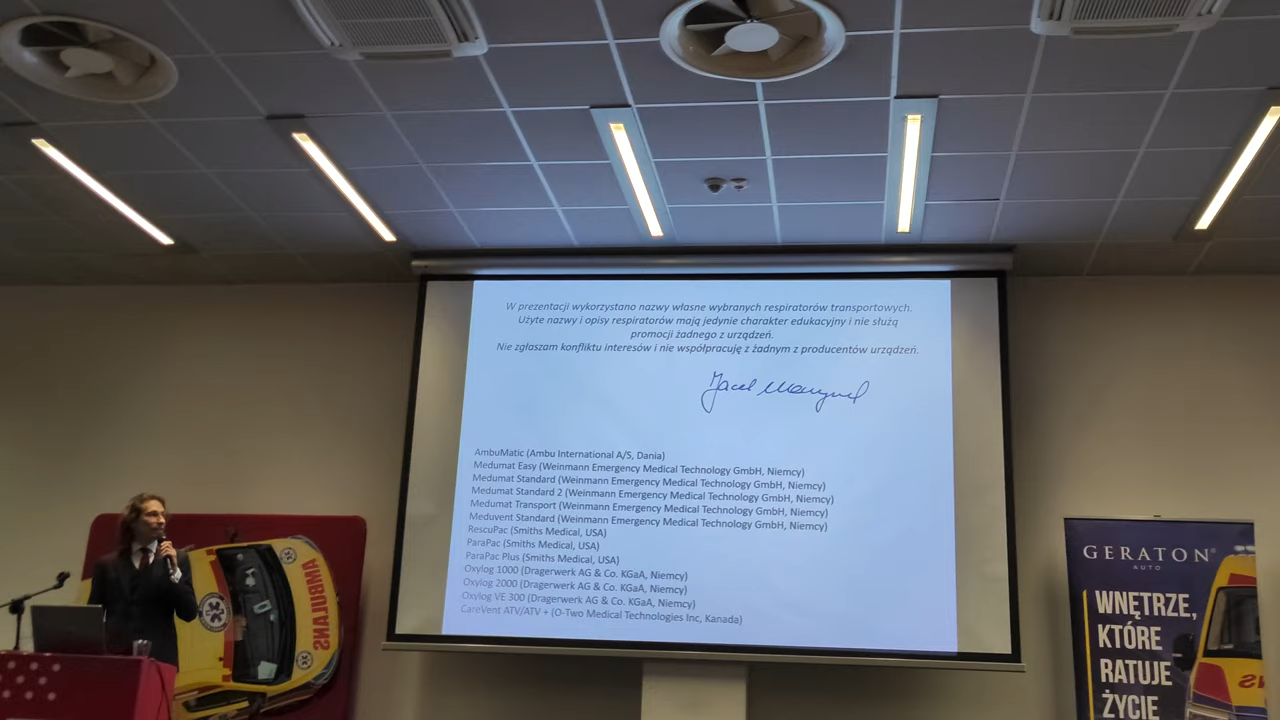 W prezentacji wykorzystano nazwy własne wybranych respiratorów transportowych.
Użyte nazwy i opisy respiratorów mają jedynie charakter edukacyjny i nie służą
promocji żadnego z urządzeń.
Nie zgłaszam konfliktu interesów i nie współpracuję z żadnym z producentów urządzeń.
Jacek
AmbuMatic (Ambu International A/S, Dania)
Medumat Easy (Weinmann Emergency Medical Technology GmbH, Niemcy)
Medumat Standard (Weinmann Emergency Medical Technology GmbH, Niemcy)
Medumat Standard 2 (Weinmann Emergency Medical Technology GmbH, Niemcy)
Medumat Transport (Weinmann Emergency Medical Technology GmbH, Niemcy)
Meduvent Standard (Weinmann Emergency Medical Technology GmbH, Niemcy)
RescuPac (Smiths Medical, USA)
ParaPac (Smiths Medical, USA)
ParaPac Plus (Smiths Medical, USA)
Oxylog 1000 (Dragerwerk AG & Co. KGaA, Niemcy)
Oxylog 2000 (Dragerwerk AG & Co. KGaA, Niemcy)
Oxylog VE 300 (Dragerwerk AG & Co. KGaA, Niemcy)
CareVent ATV/ATV + (O-Two Medical Technologies Inc, Kanada)
AMBULANS
GERATON®
AUTO
WNĘTRZE,
KTÓRE
RATUJE
ŻYCIE